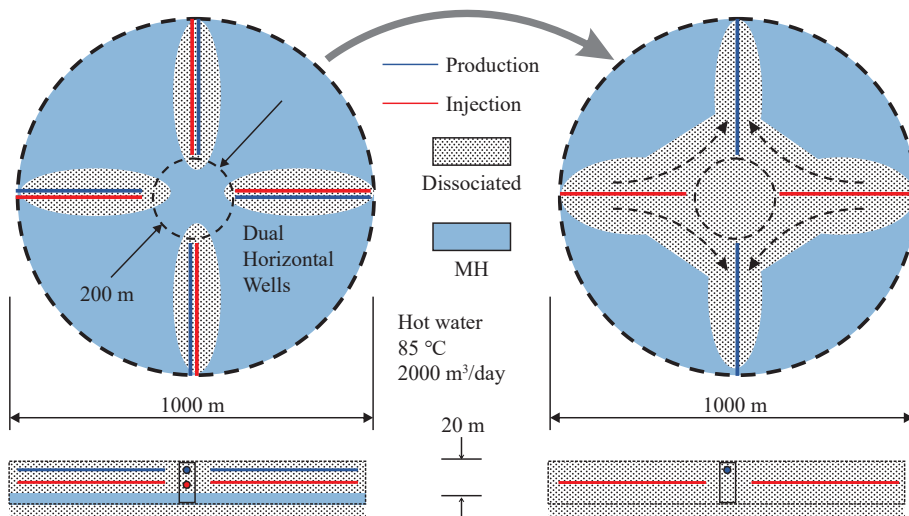 Production
Injection
Dissociated
MH
Dual
Horizontal
Wells
200 m
Hot water
85 ℃
2000 m³/day
1000 m
20 m
1000 m